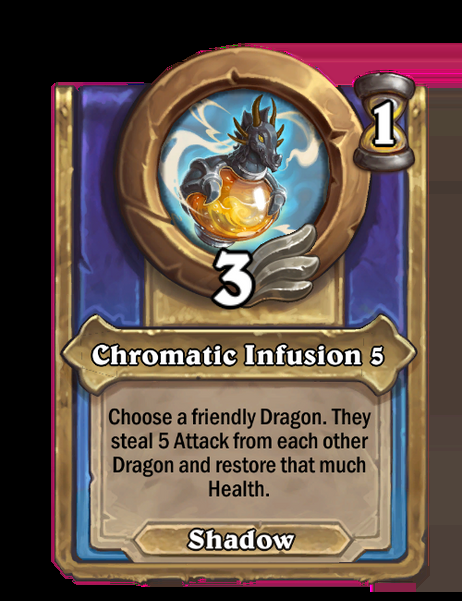 1
3
Chromatic Infusion 5
Choose a friendly Dragon. They
steal 5 Attack from each other
Dragon and restore that much
Health.
Shadow